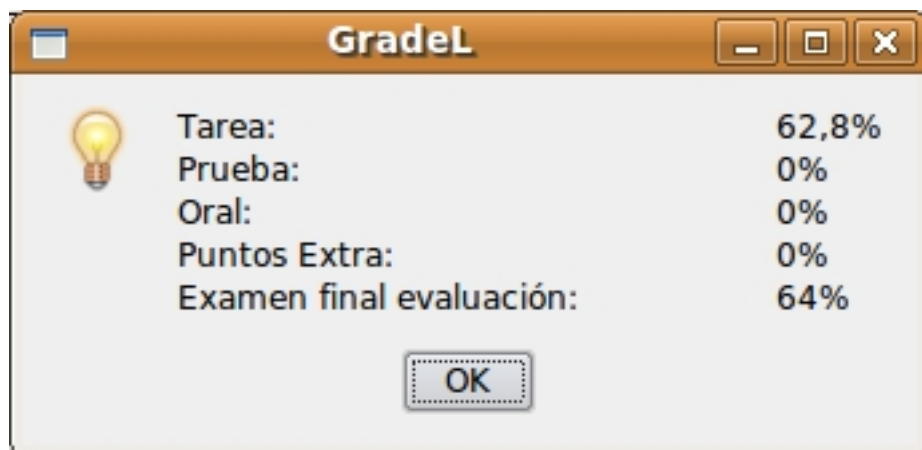 GradeL
Tarea: 62,8%
Prueba: 0%
Oral: 0%
Puntos Extra: 0%
Examen final evaluación: 64%
OK